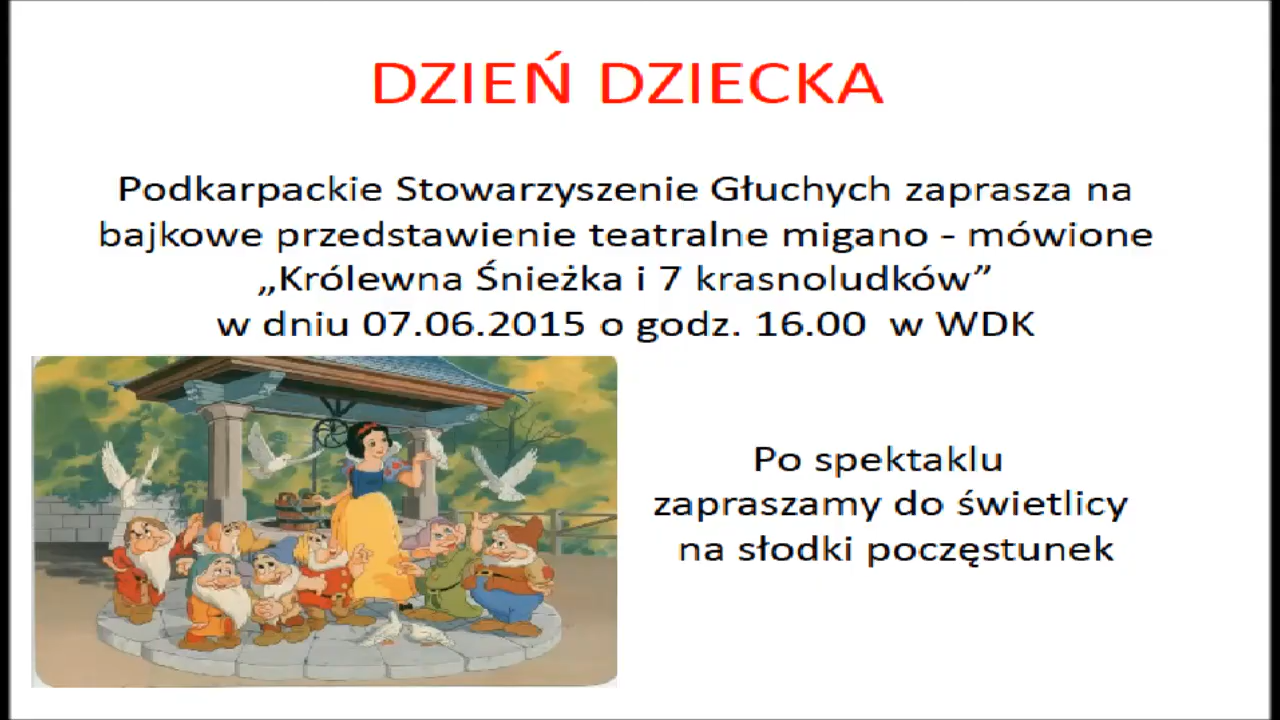 DZIEŃ DZIECKA
Podkarpackie Stowarzyszenie Głuchych zaprasza na
bajkowe przedstawienie teatralne migano - mówione
„Królewna Śnieżka i 7 krasnoludków”
w dniu 07.06.2015 o godz. 16.00 w WDK
Po spektaklu
zapraszamy do świetlicy
na słodki poczęstunek